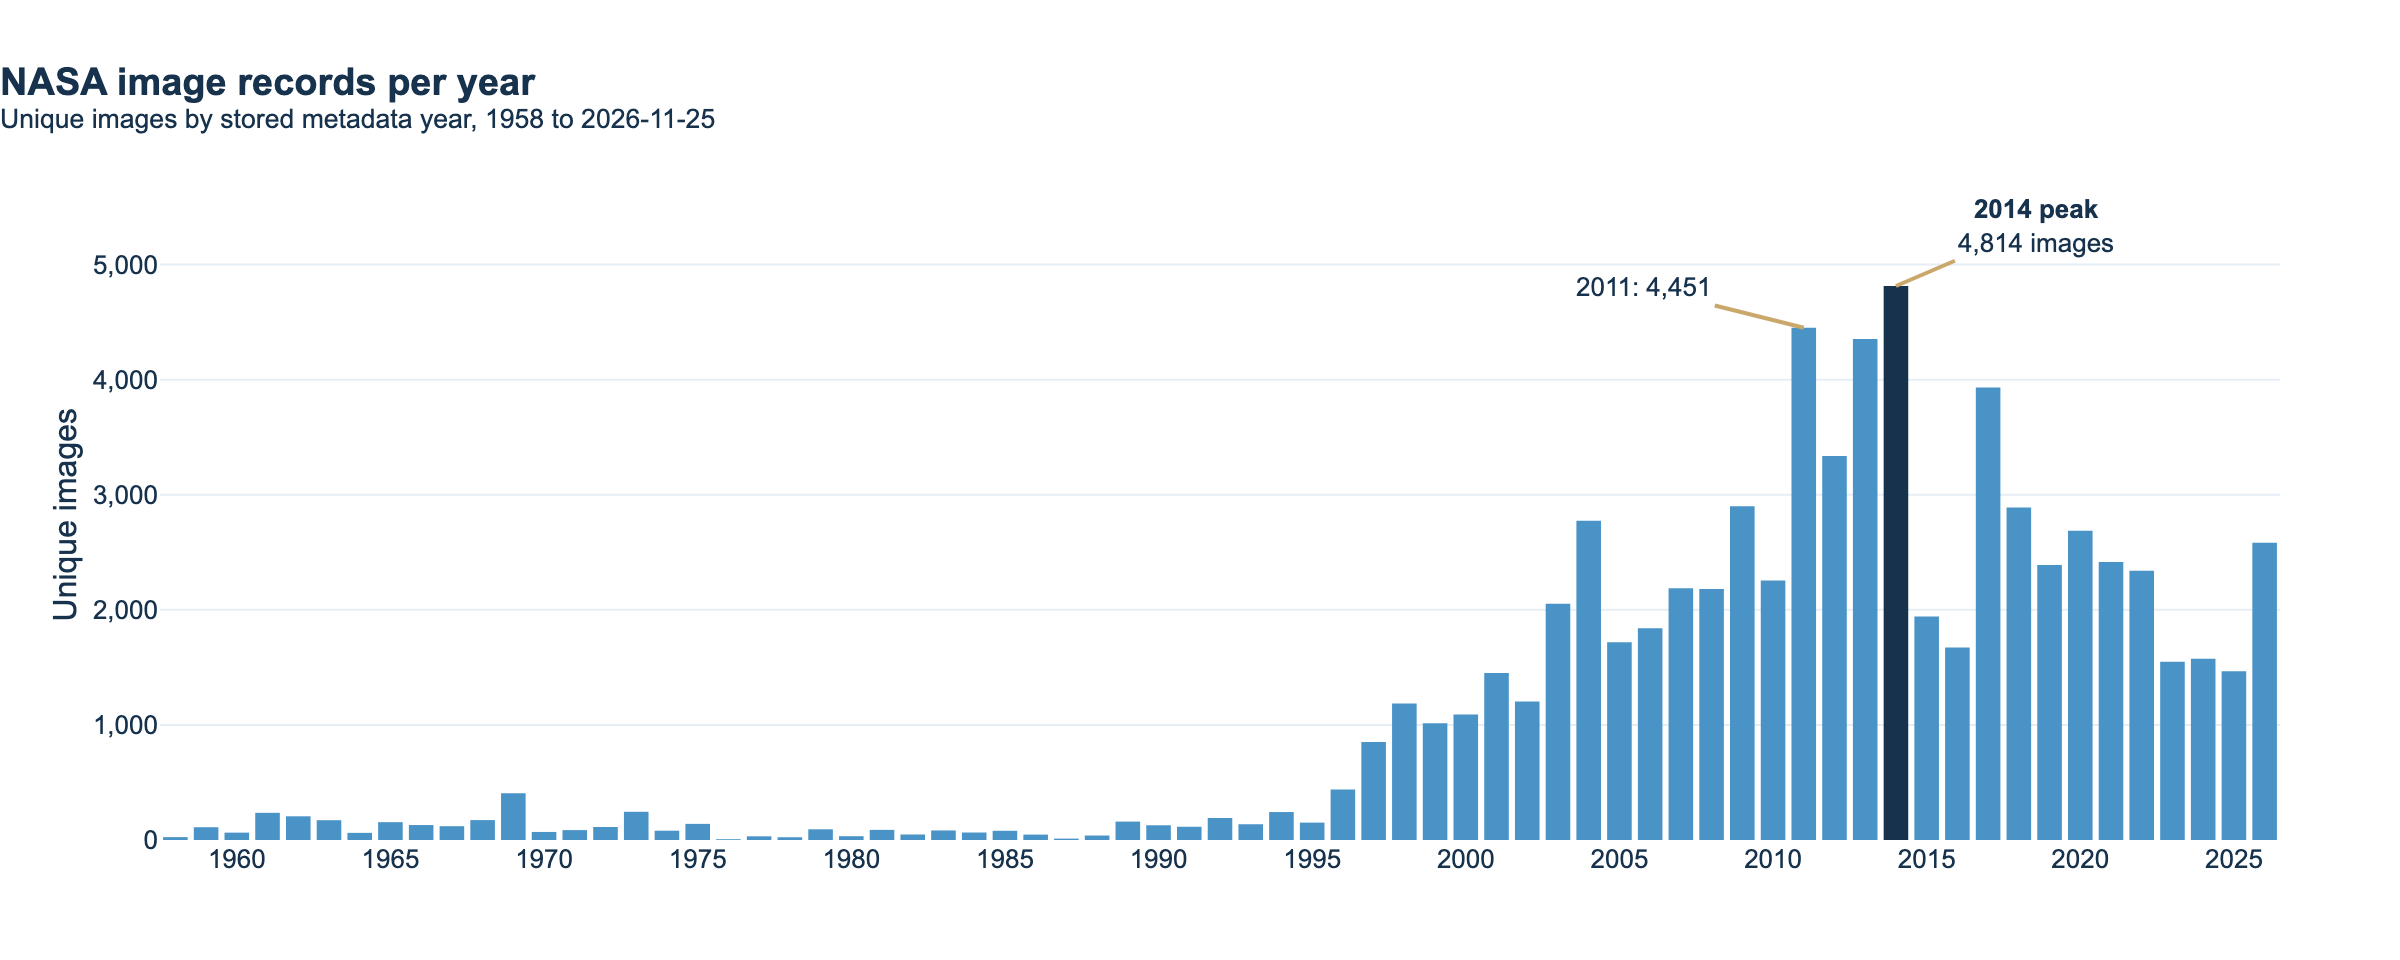 NASA image records per year
Unique images by stored metadata year, 1958 to 2026-11-25
2014 peak
4,814 images
2011: 4,451
Unique images
5,000
4,000
3,000
2,000
1,000
0
1960 1965 1970 1975 1980 1985 1990 1995 2000 2005 2010 2015 2020 2025